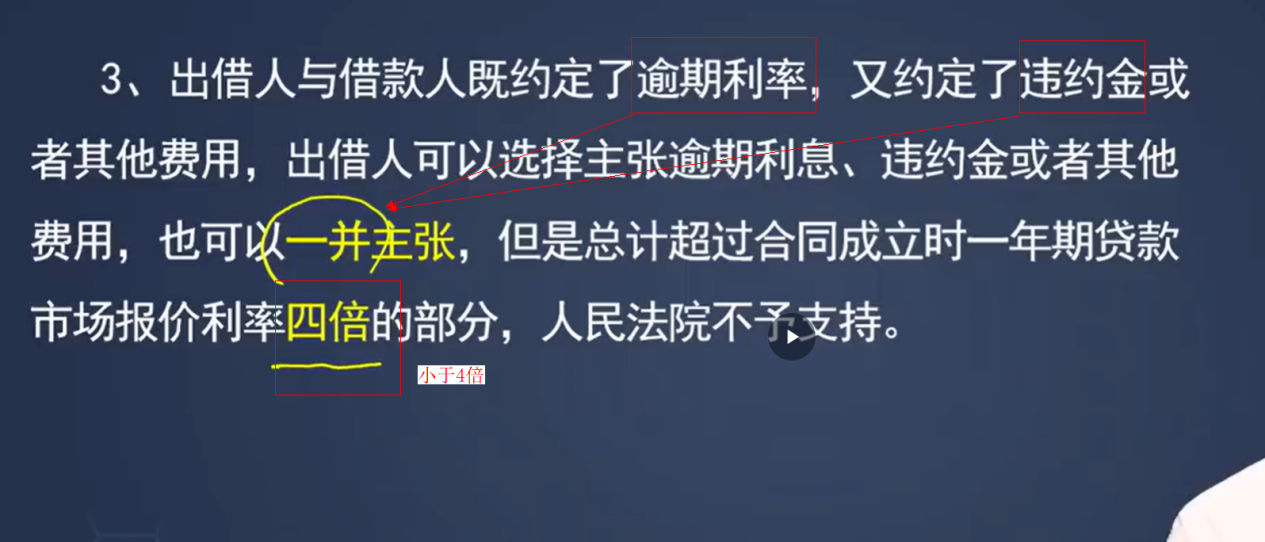 3、出借人与借款人既约定了逾期利率，又约定了违约金或
者其他费用，出借人可以选择主张逾期利息、违约金或者其他
费用，也可以一并主张，但是总计超过合同成立时一年期贷款
市场报价利率四倍的部分，人民法院不予支持。
小于4倍